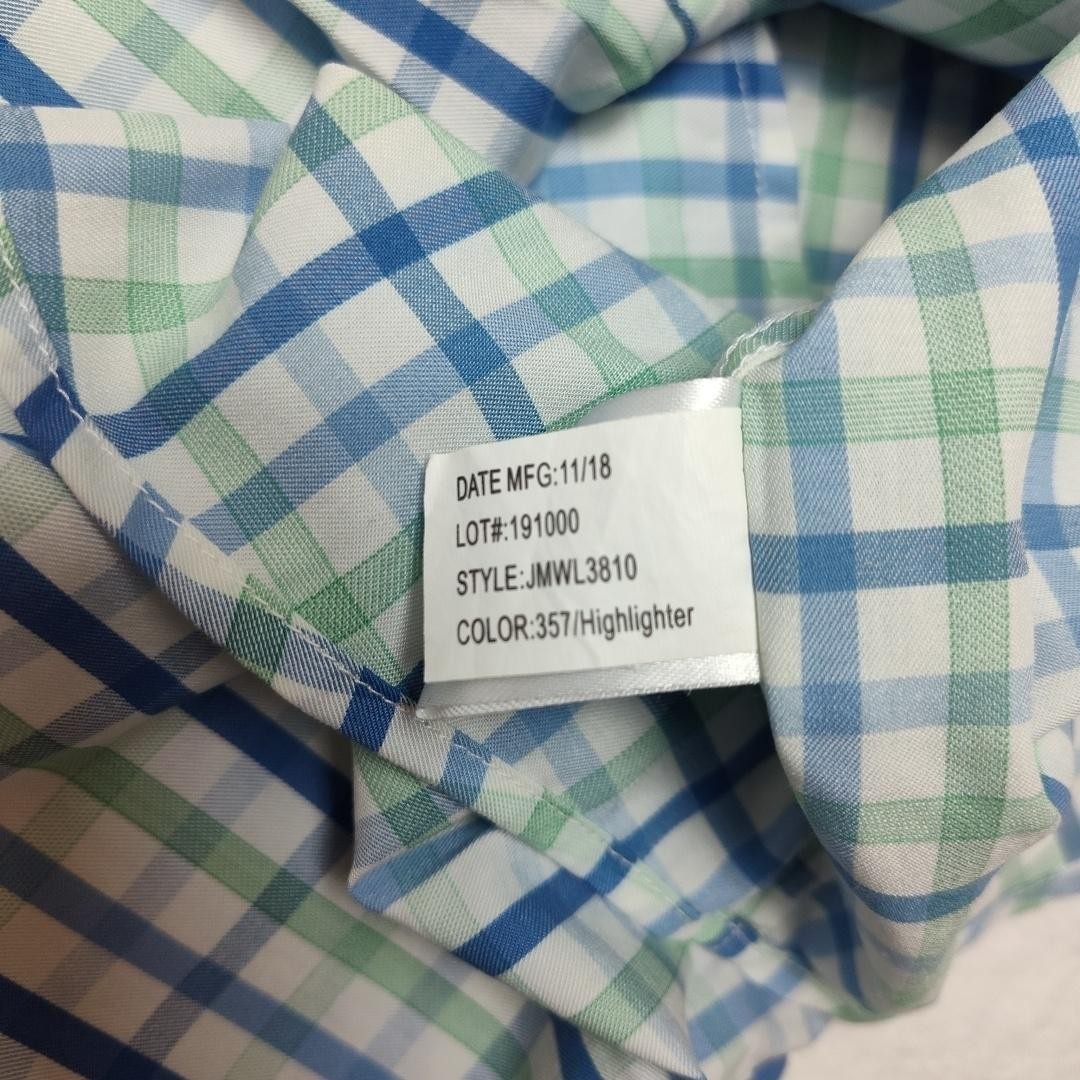 DATE MFG:11/18
LOT#:191000
STYLE:JMWL3810
COLOR:357/Highlighter